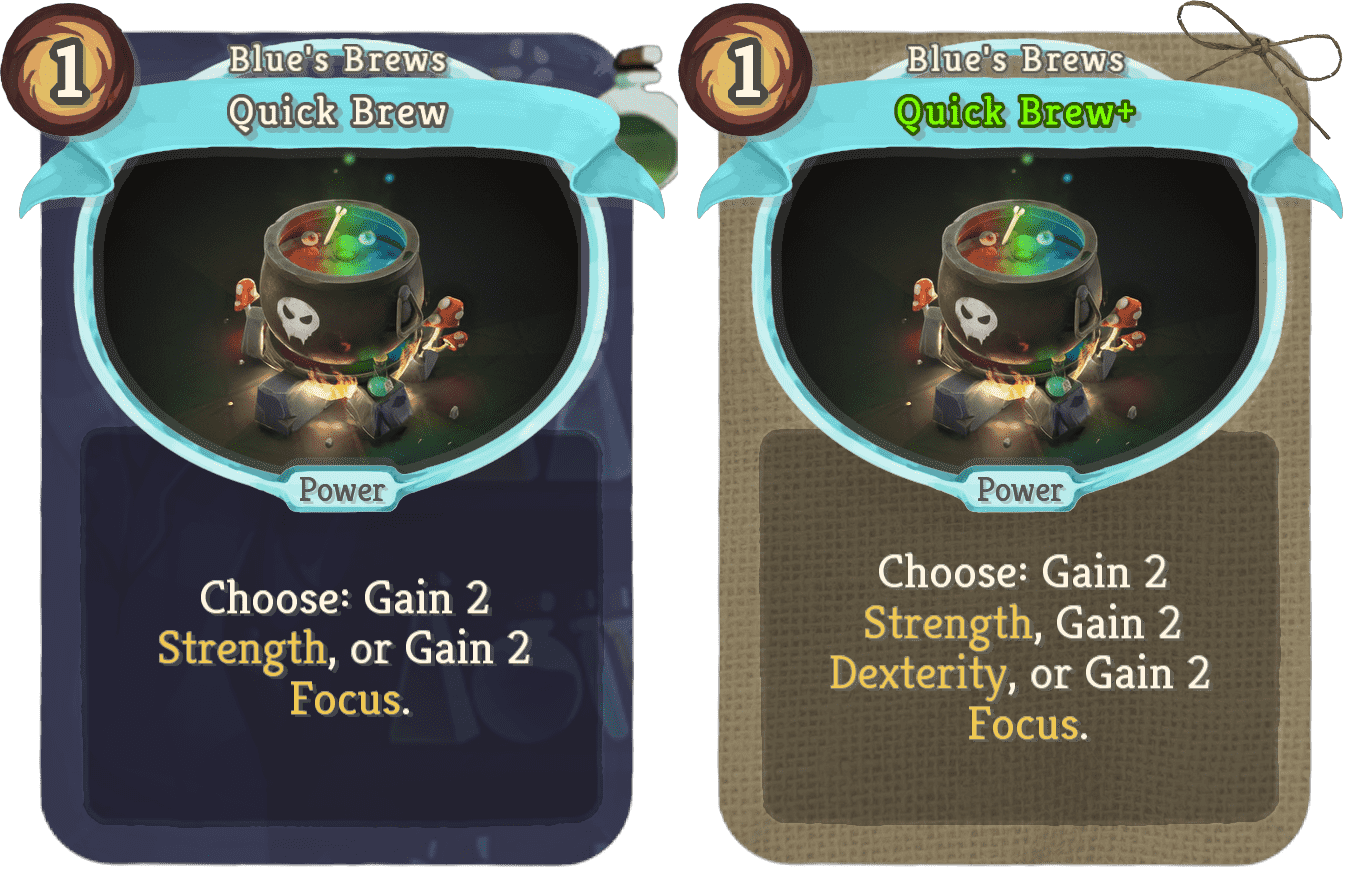 1
Blue's Brews
Quick Brew
Power
Choose: Gain 2
Strength, or Gain 2
Focus.
1
Blue's Brews
Quick Brew+
Power
Choose: Gain 2
Strength, Gain 2
Dexterity, or Gain 2
Focus.